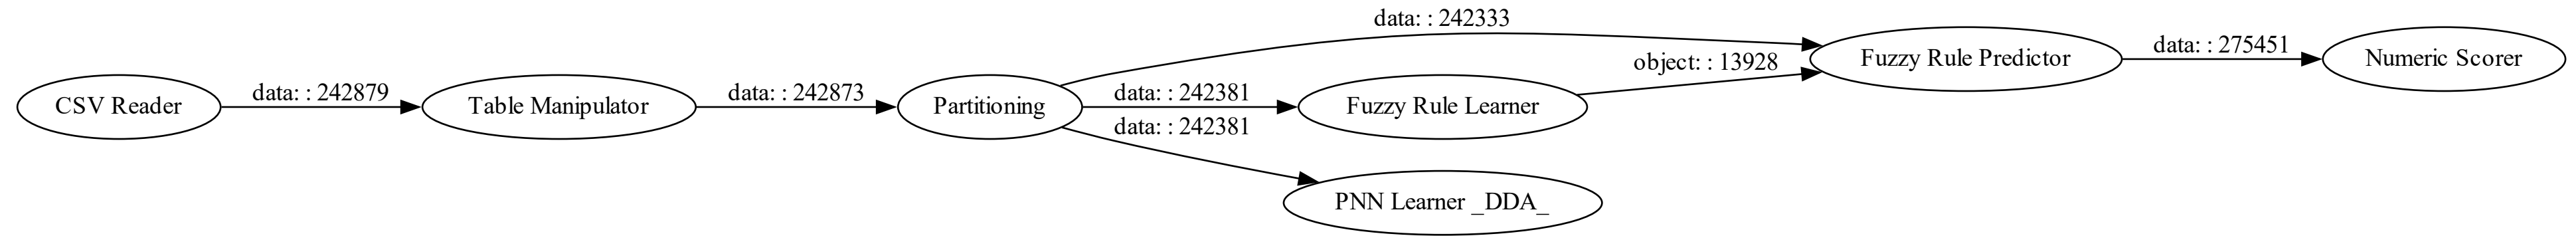 CSV Reader
data: : 242879
Table Manipulator
data: : 242873
Partitioning
data: : 242333
data: : 242381
data: : 242381
Fuzzy Rule Learner
PNN Learner _DDA_
object: : 13928
Fuzzy Rule Predictor
data: : 275451
Numeric Scorer